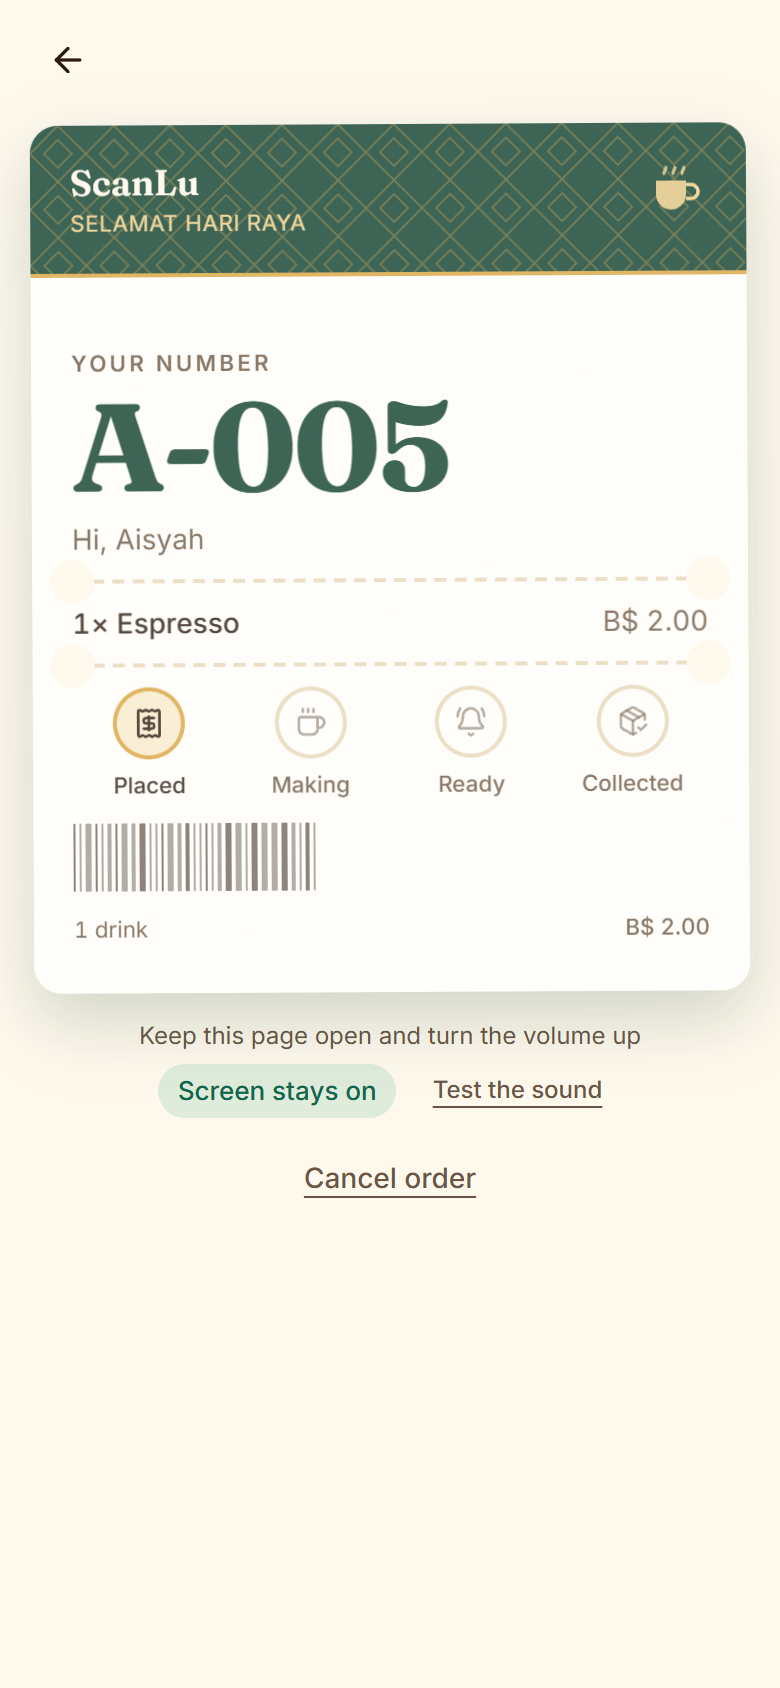 ScanLu
SELAMAT HARI RAYA
YOUR NUMBER
A-005
Hi, Aisyah
1× Espresso B$ 2.00
Placed Making Ready Collected
1 drink B$ 2.00
Keep this page open and turn the volume up
Screen stays on Test the sound
Cancel order